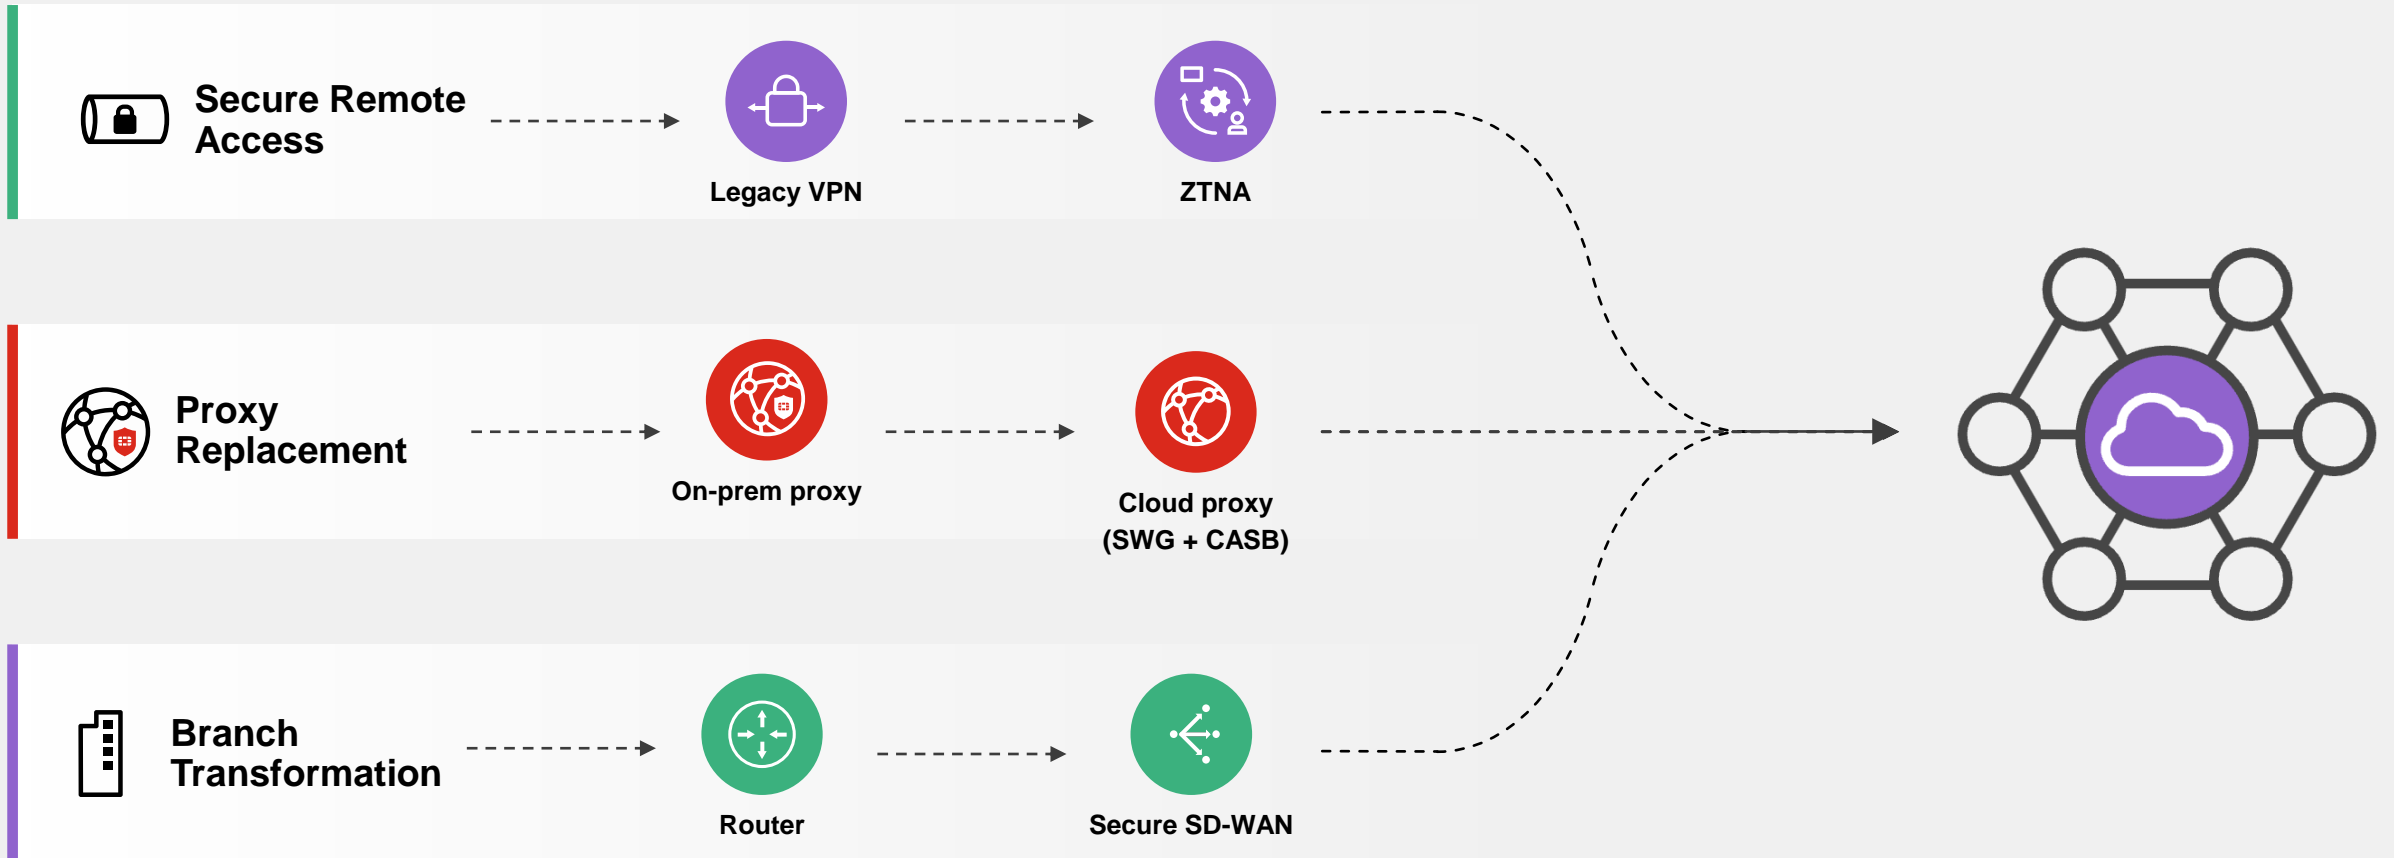 Secure Remote
Access
Legacy VPN
ZTNA
Proxy
Replacement
On-prem proxy
Cloud proxy
(SWG + CASB)
Branch
Transformation
Router
Secure SD-WAN